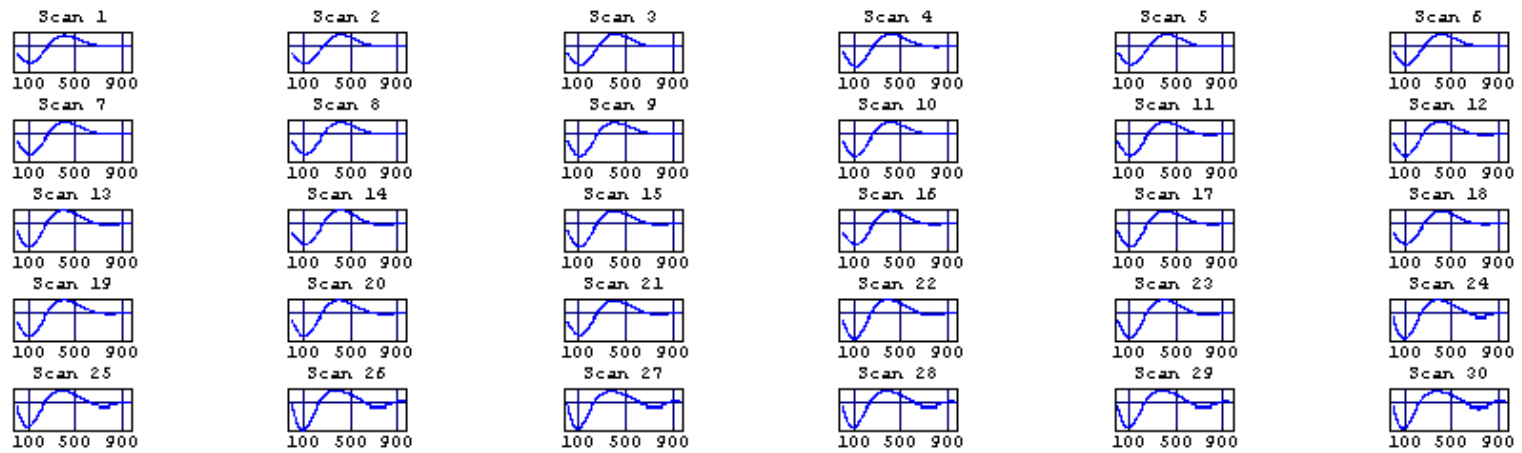 Scan 1 Scan 2 Scan 3 Scan 4 Scan 5 Scan 6
100 500 900 100 500 900 100 500 900 100 500 900 100 500 900 100 500 900
Scan 7 Scan 8 Scan 9 Scan 10 Scan 11 Scan 12
100 500 900 100 500 900 100 500 900 100 500 900 100 500 900 100 500 900
Scan 13 Scan 14 Scan 15 Scan 16 Scan 17 Scan 18
100 500 900 100 500 900 100 500 900 100 500 900 100 500 900 100 500 900
Scan 19 Scan 20 Scan 21 Scan 22 Scan 23 Scan 24
100 500 900 100 500 900 100 500 900 100 500 900 100 500 900 100 500 900
Scan 25 Scan 26 Scan 27 Scan 28 Scan 29 Scan 30
100 500 900 100 500 900 100 500 900 100 500 900 100 500 900 100 500 900